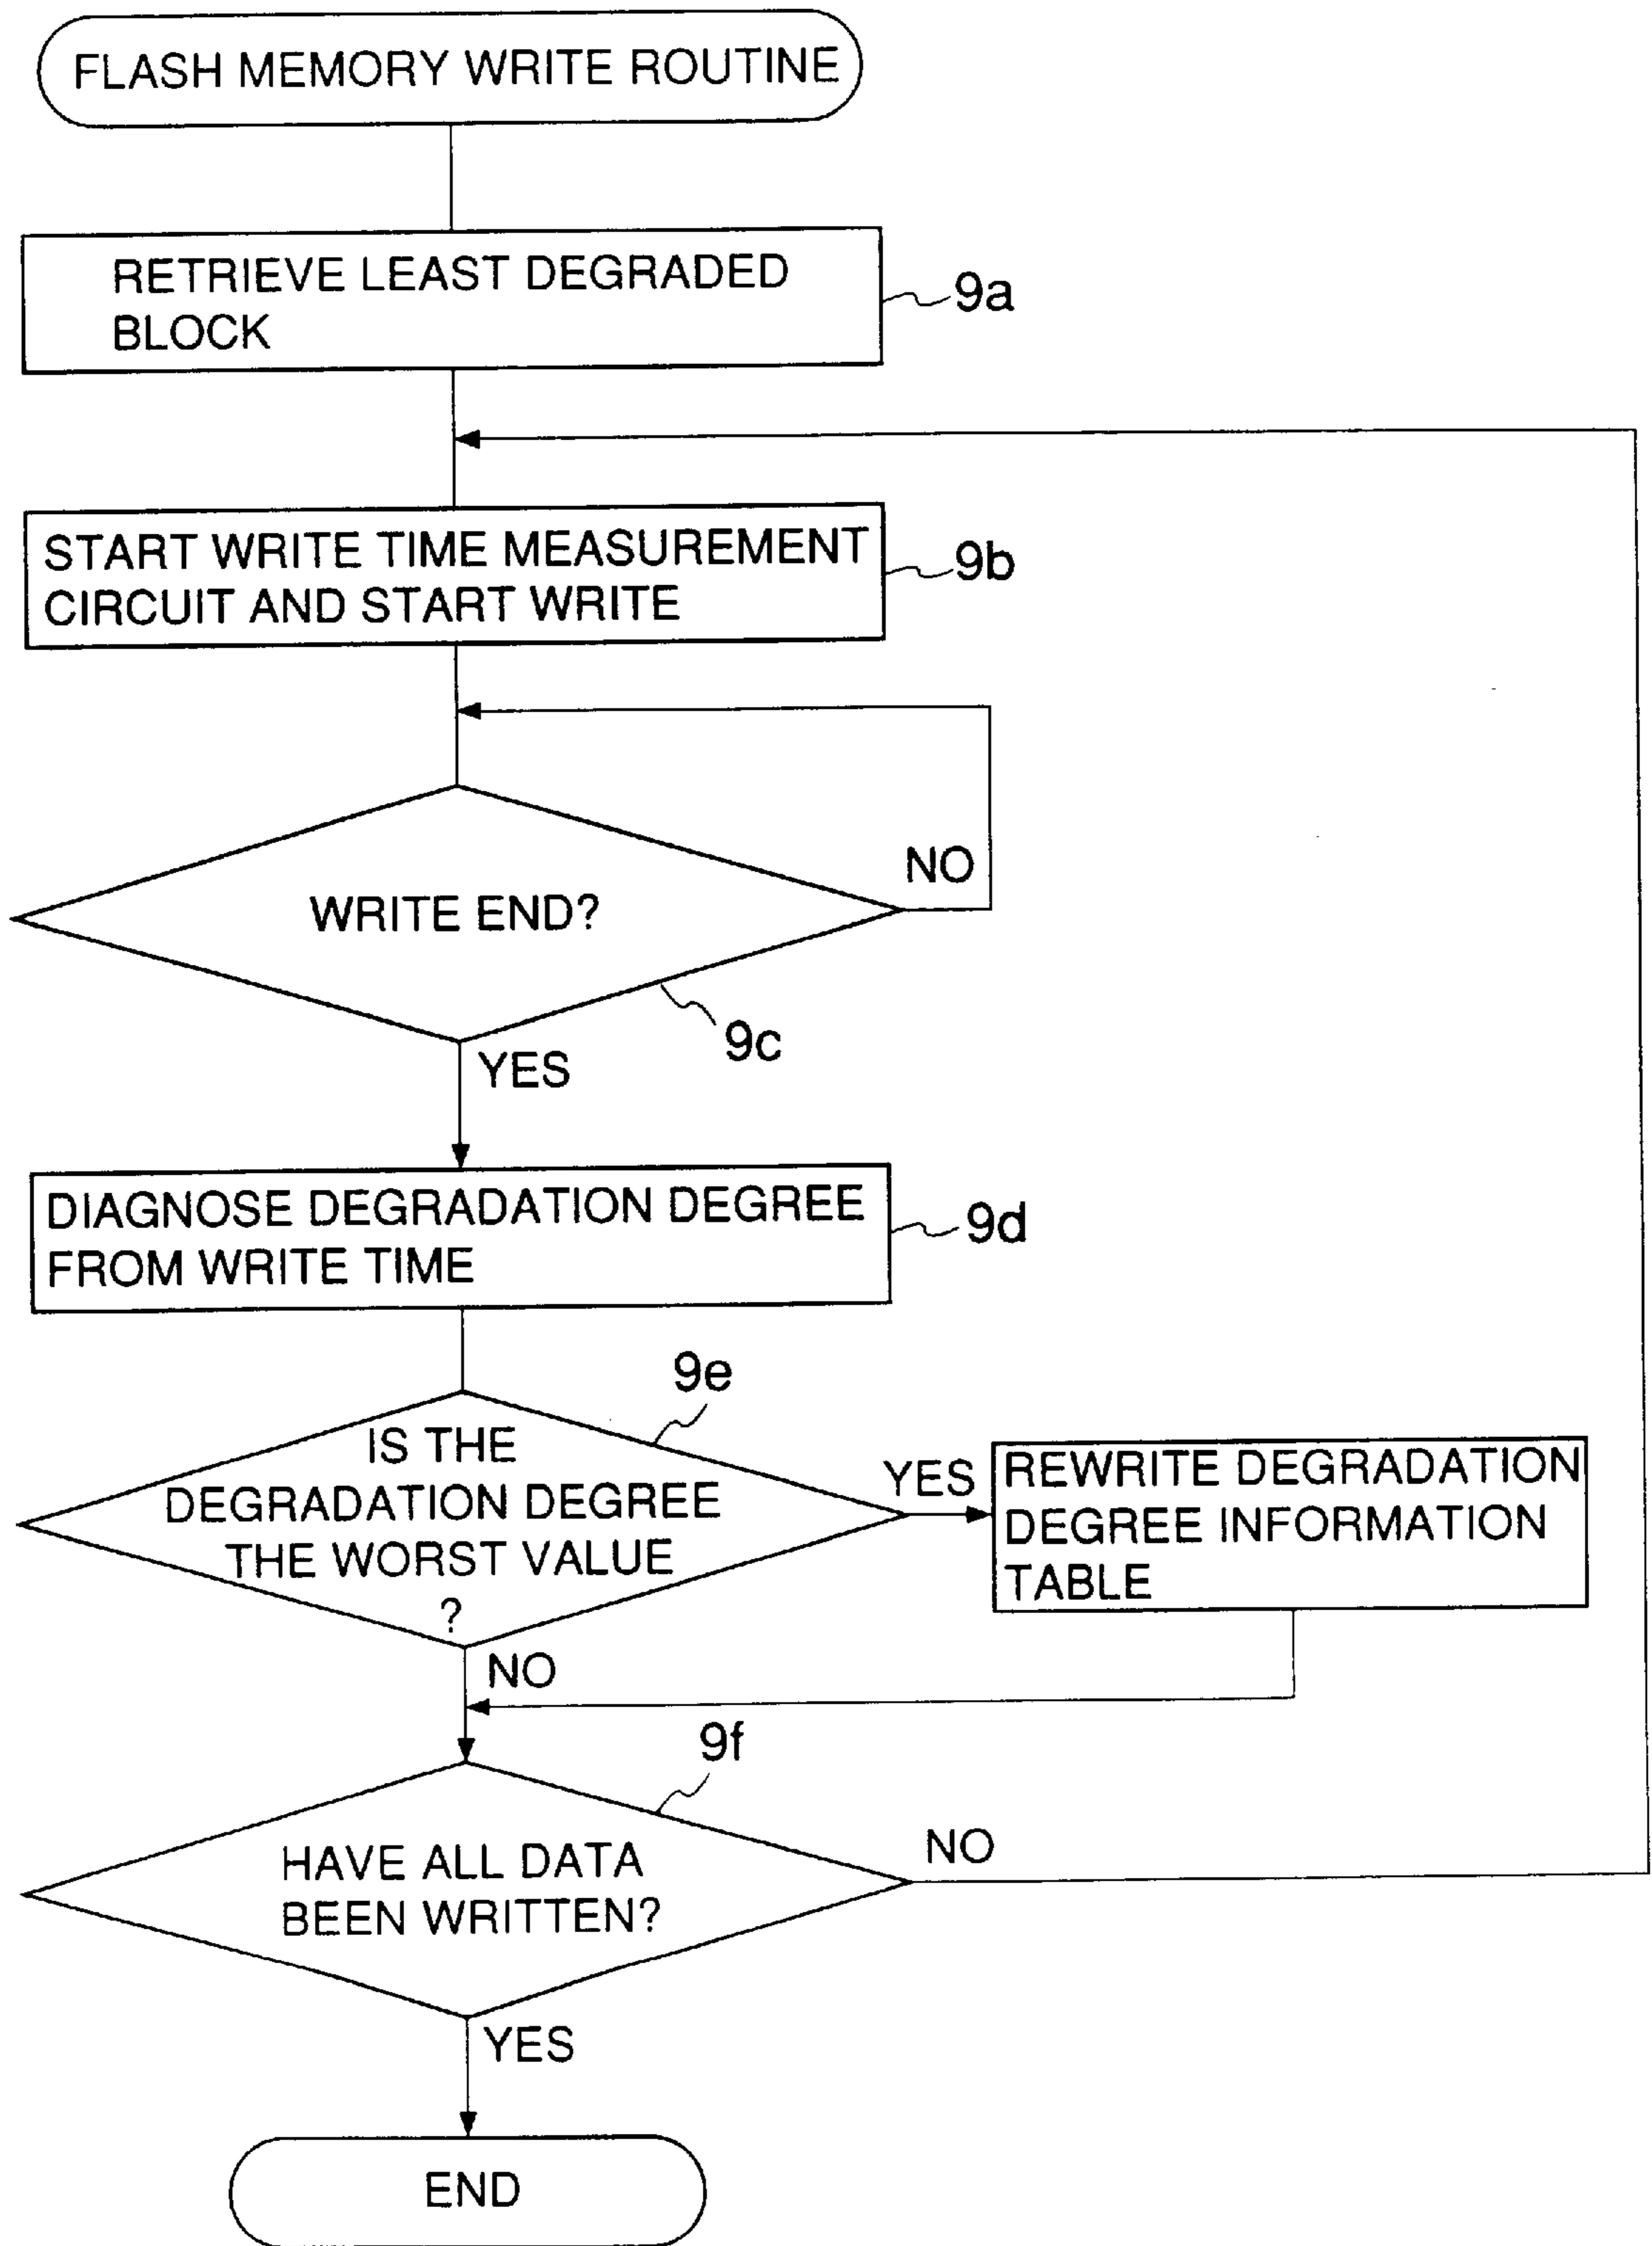 FLASH MEMORY WRITE ROUTINE
RETRIEVE LEAST DEGRADED
BLOCK
9a
START WRITE TIME MEASUREMENT
CIRCUIT AND START WRITE
9b
NO
WRITE END?
9c
YES
DIAGNOSE DEGRADATION DEGREE
FROM WRITE TIME
9d
9e
IS THE
DEGRADATION DEGREE
THE WORST VALUE
?
YES
REWRITE DEGRADATION
DEGREE INFORMATION
TABLE
NO
9f
HAVE ALL DATA
BEEN WRITTEN?
NO
YES
END